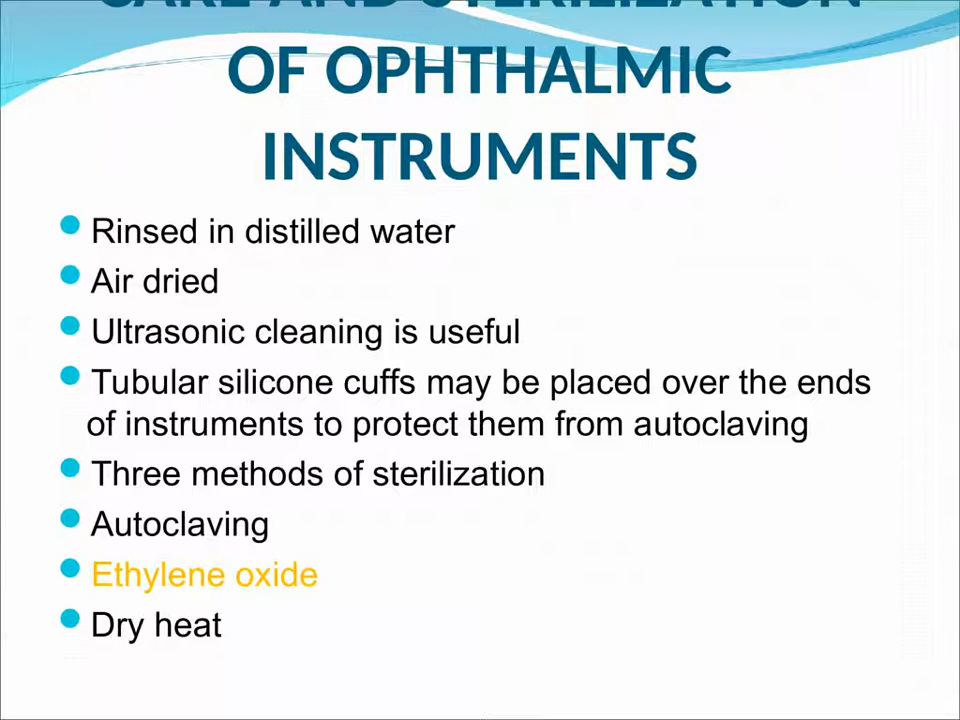 CARE AND STERILIZATION
OF OPHTHALMIC
INSTRUMENTS
Rinsed in distilled water
Air dried
Ultrasonic cleaning is useful
Tubular silicone cuffs may be placed over the ends
of instruments to protect them from autoclaving
Three methods of sterilization
Autoclaving
Ethylene oxide
Dry heat